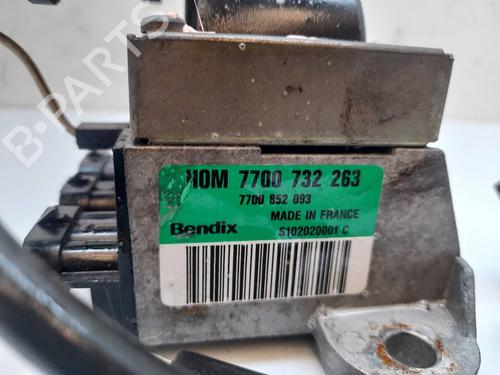 HOM 7700 732 263
7700 852 093
MADE IN FRANCE
Bendix S102020001 C
B-PARTS